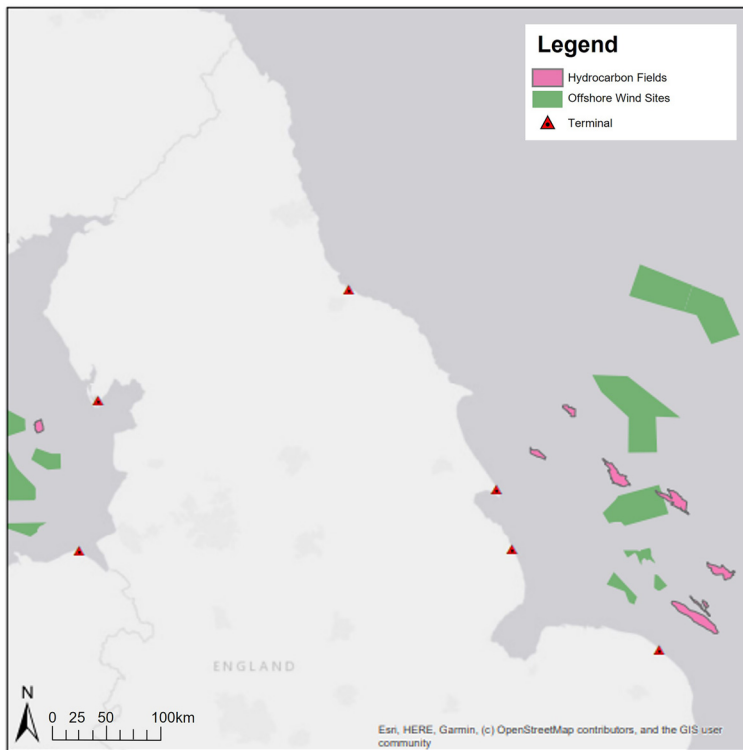 Legend
Hydrocarbon Fields
Offshore Wind Sites
Terminal
ENGLAND
N
0 25 50 100km
Esri, HERE, Garmin, (c) OpenStreetMap contributors, and the GIS user
community